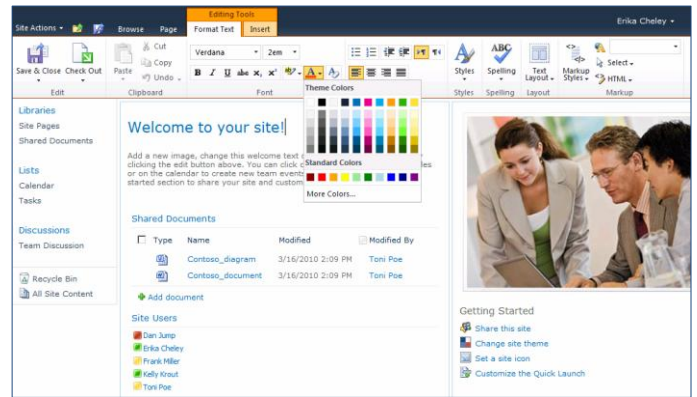 Editing Tools
Site Actions
Browse Page Format Text Insert
Erika Cheley
Save & Close Check Out
Paste
Cut
Copy
Undo
Verdana 2em
B I U abc x₂ x²
A
Styles
ABC
Spelling
Text Layout
Markup Styles
Select
HTML
Edit Clipboard Font Styles Spelling Layout Markup
Theme Colors
Standard Colors
More Colors...
Libraries
Site Pages
Shared Documents
Lists
Calendar
Tasks
Discussions
Team Discussion
Recycle Bin
All Site Content
Welcome to your site!
Add a new image, change this welcome text
clicking the edit button above. You can click
or on the calendar to create new team events
started section to share your site and custom
Shared Documents
Type Name Modified Modified By
Contoso_diagram 3/16/2010 2:09 PM Toni Poe
Contoso_document 3/16/2010 2:09 PM Toni Poe
Add document
Site Users
Dan Jump
Erika Cheley
Frank Miller
Kelly Krout
Toni Poe
Getting Started
Share this site
Change site theme
Set a site icon
Customize the Quick Launch